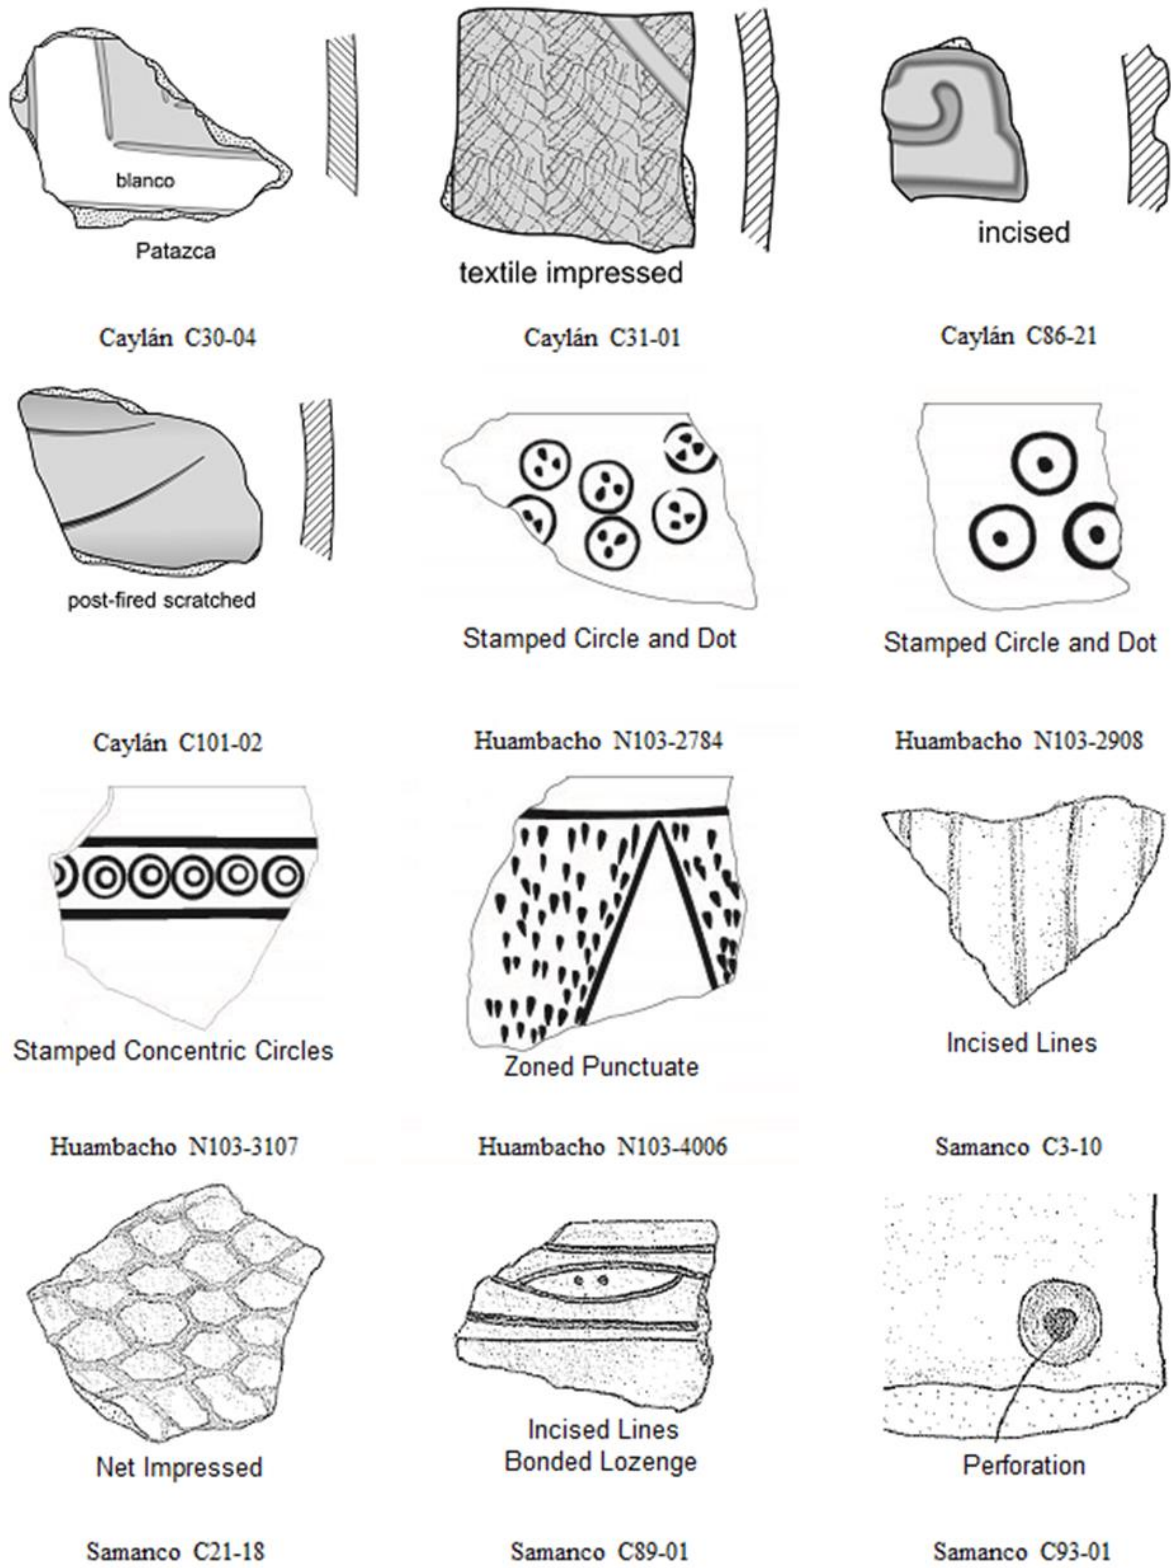 blanco
Patazca
textile impressed
incised
Caylán C30-04
Caylán C31-01
Caylán C86-21
post-fired scratched
Stamped Circle and Dot
Stamped Circle and Dot
Caylán C101-02
Huambacho N103-2784
Huambacho N103-2908
Stamped Concentric Circles
Zoned Punctuate
Incised Lines
Huambacho N103-3107
Huambacho N103-4006
Samanco C3-10
Net Impressed
Incised Lines
Bonded Lozenge
Perforation
Samanco C21-18
Samanco C89-01
Samanco C93-01